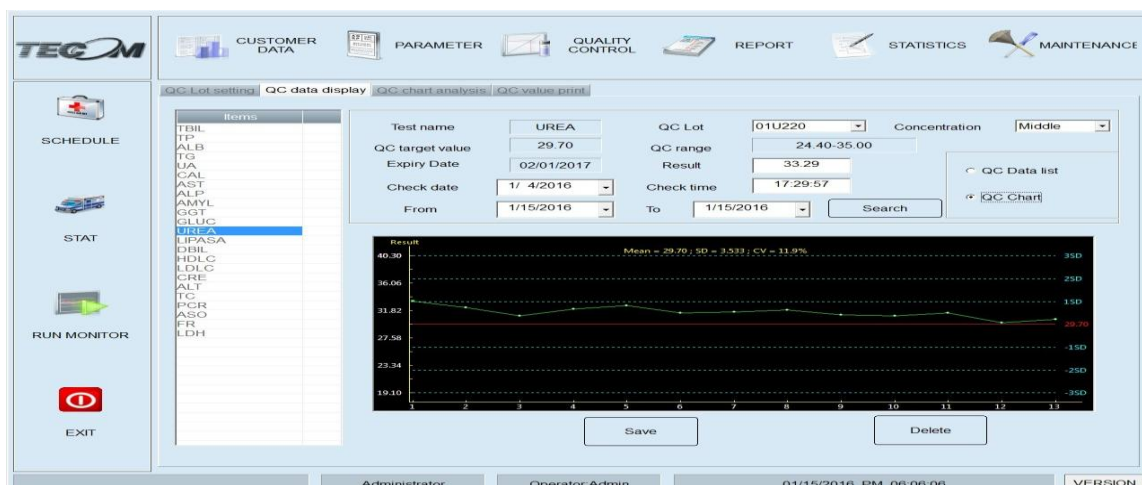 TECOM
CUSTOMER DATA
PARAMETER
QUALITY CONTROL
REPORT
STATISTICS
MAINTENANCE
SCHEDULE
STAT
RUN MONITOR
EXIT
QC Lot setting QC data display QC chart analysis QC value print
Items
TBIL
TP
ALB
TG
UA
CAL
AST
ALP
AMYL
GGT
GLUC
UREA
LIPASA
DBIL
HDLC
LDLC
CRE
ALT
TC
PCR
ASO
FR
LDH
Test name UREA QC Lot 01U220 Concentration Middle
QC target value 29.70 QC range 24.40-35.00
Expiry Date 02/01/2017 Result 33.29
QC Data list
Check date 1/ 4/2016 Check time 17:29:57
QC Chart
From 1/15/2016 To 1/15/2016 Search
Result
Mean = 29.70 ; SD = 3.533 ; CV = 11.9%
40.30 3SD
36.06 2SD
31.82 1SD
29.70
27.58 -1SD
23.34 -2SD
19.10 -3SD
1 2 3 4 5 6 7 8 9 10 11 12 13
Save Delete
Administrator Operator:Admin 01/15/2016 PM 06:06:06 VERSION